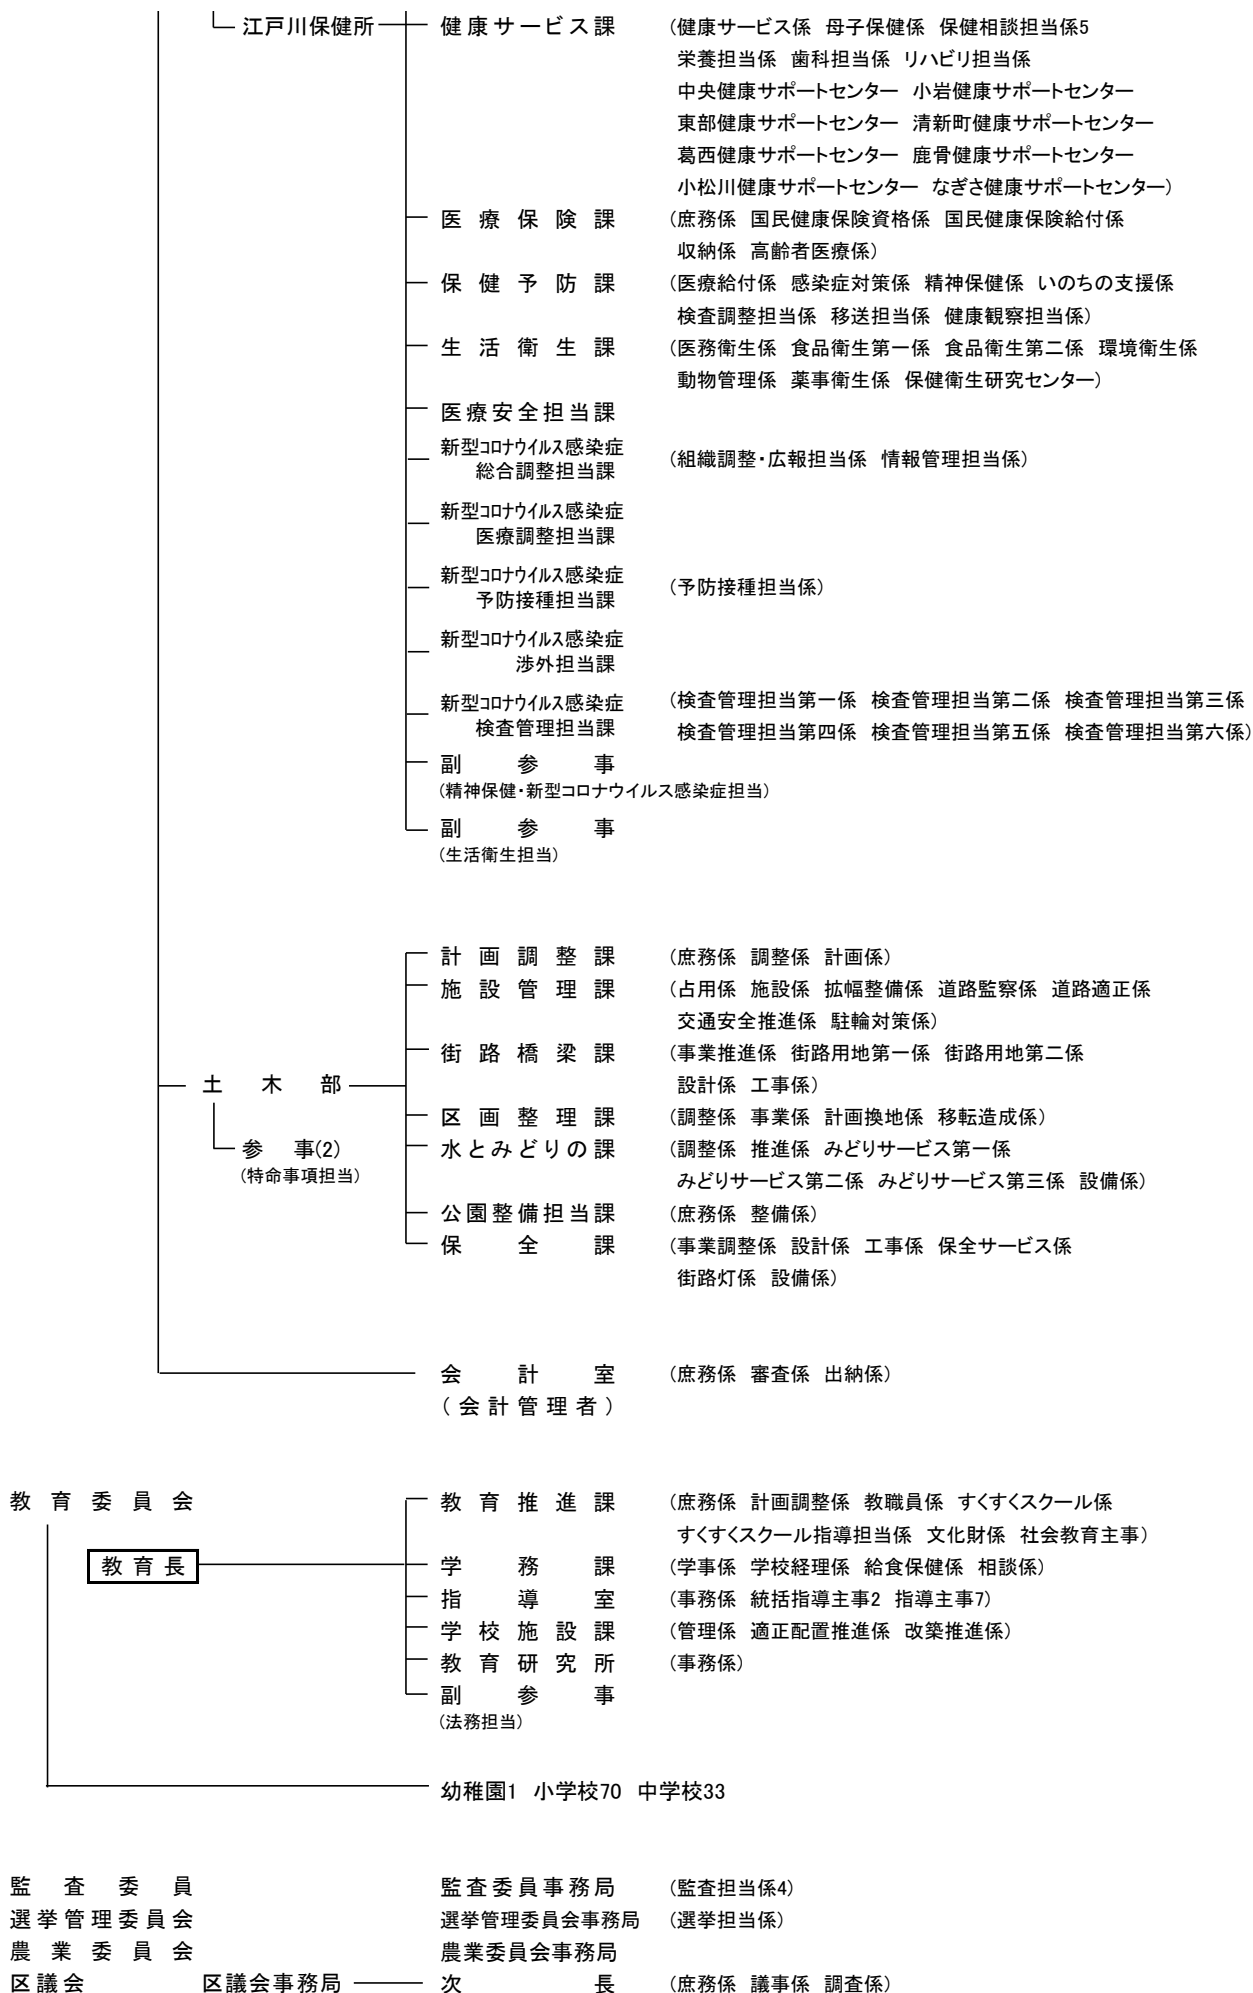 江戸川保健所 健康サービス課 (健康サービス係 母子保健係 保健相談担当係5
栄養担当係 歯科担当係 リハビリ担当係
中央健康サポートセンター 小岩健康サポートセンター
東部健康サポートセンター 清新町健康サポートセンター
葛西健康サポートセンター 鹿骨健康サポートセンター
小松川健康サポートセンター なぎさ健康サポートセンター)
医療保険課 (庶務係 国民健康保険資格係 国民健康保険給付係
収納係 高齢者医療係)
保健予防課 (医療給付係 感染症対策係 精神保健係 いのちの支援係
検査調整担当係 移送担当係 健康観察担当係)
生活衛生課 (医務衛生係 食品衛生第一係 食品衛生第二係 環境衛生係
動物管理係 薬事衛生係 保健衛生研究センター)
医療安全担当課
新型コロナウイルス感染症
総合調整担当課 (組織調整・広報担当係 情報管理担当係)
新型コロナウイルス感染症
医療調整担当課
新型コロナウイルス感染症
予防接種担当課 (予防接種担当係)
新型コロナウイルス感染症
渉外担当課
新型コロナウイルス感染症 (検査管理担当第一係 検査管理担当第二係 検査管理担当第三係
検査管理担当課 検査管理担当第四係 検査管理担当第五係 検査管理担当第六係)
副参事
(精神保健・新型コロナウイルス感染症担当)
副参事
(生活衛生担当)
計画調整課 (庶務係 調整係 計画係)
施設管理課 (占用係 施設係 拡幅整備係 道路監察係 道路適正係
交通安全推進係 駐輪対策係)
街路橋梁課 (事業推進係 街路用地第一係 街路用地第二係
土木部 設計係 工事係)
区画整理課 (調整係 事業係 計画換地係 移転造成係)
参事(2) 水とみどりの課 (調整係 推進係 みどりサービス第一係
(特命事項担当) みどりサービス第二係 みどりサービス第三係 設備係)
公園整備担当課 (庶務係 整備係)
保全課 (事業調整係 設計係 工事係 保全サービス係
街路灯係 設備係)
会計室 (庶務係 審査係 出納係)
(会計管理者)
教育委員会 教育推進課 (庶務係 計画調整係 教職員係 すくすくスクール係
すくすくスクール指導担当係 文化財係 社会教育主事)
教育長 学務課 (学事係 学校経理係 給食保健係 相談係)
指導室 (事務係 統括指導主事2 指導主事7)
学校施設課 (管理係 適正配置推進係 改築推進係)
教育研究所 (事務係)
副参事
(法務担当)
幼稚園1 小学校70 中学校33
監査委員 監査委員事務局 (監査担当係4)
選挙管理委員会 選挙管理委員会事務局 (選挙担当係)
農業委員会 農業委員会事務局
区議会 区議会事務局 次長 (庶務係 議事係 調査係)